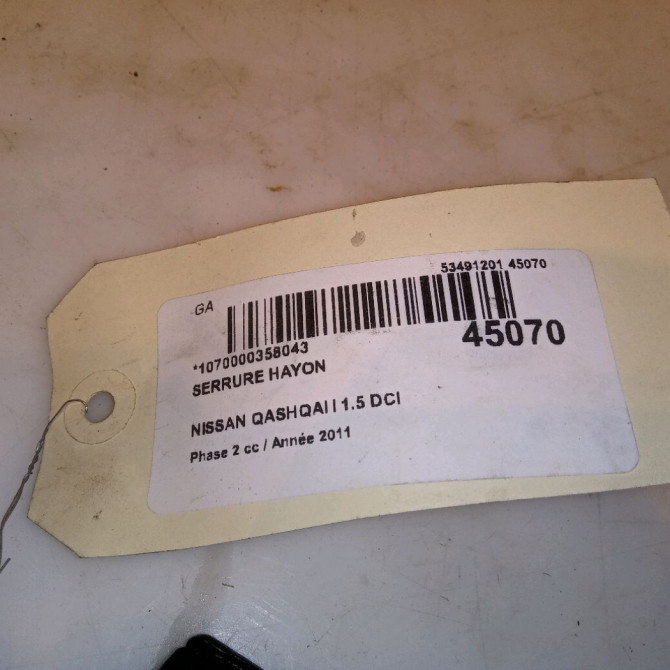 GA
53491201 45070
45070
*1070000358043
SERRURE HAYON
NISSAN QASHQAI I 1.5 DCI
Phase 2 cc / Année 2011